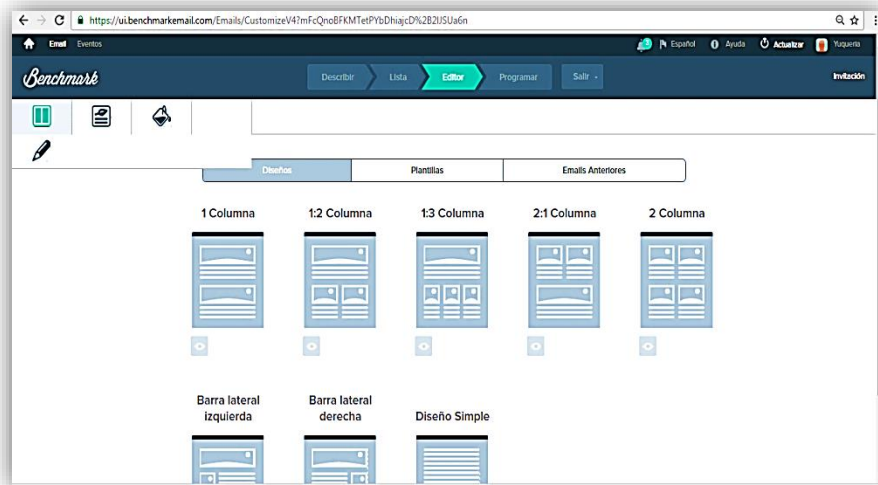 https://ui.benchmarkemail.com/Emails/CustomizeV4?mFcQnoBFKMTetPYbDhiajcD%2B2IJSUa6n
Email Eventos 2 Español Ayuda Actualizar Yuqueria
Benchmark Describir Lista Editor Programar Salir Invitación
Diseños Plantillas Emails Anteriores
1 Columna 1:2 Columna 1:3 Columna 2:1 Columna 2 Columna
Barra lateral izquierda
Barra lateral derecha
Diseño Simple